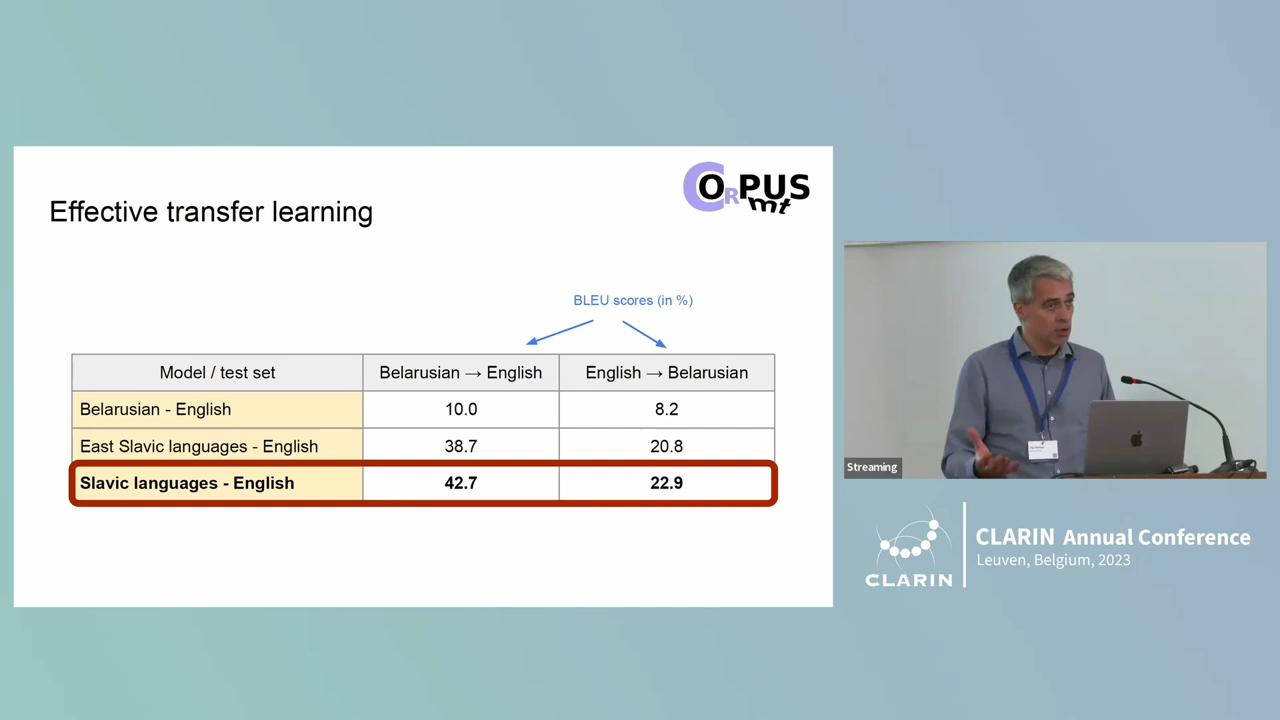 Effective transfer learning
CORPUS
mt
BLEU scores (in %)
Model / test set
Belarusian → English
English → Belarusian
Belarusian - English
10.0
8.2
East Slavic languages - English
38.7
20.8
Slavic languages - English
42.7
22.9
Streaming
CLARIN
CLARIN Annual Conference
Leuven, Belgium, 2023